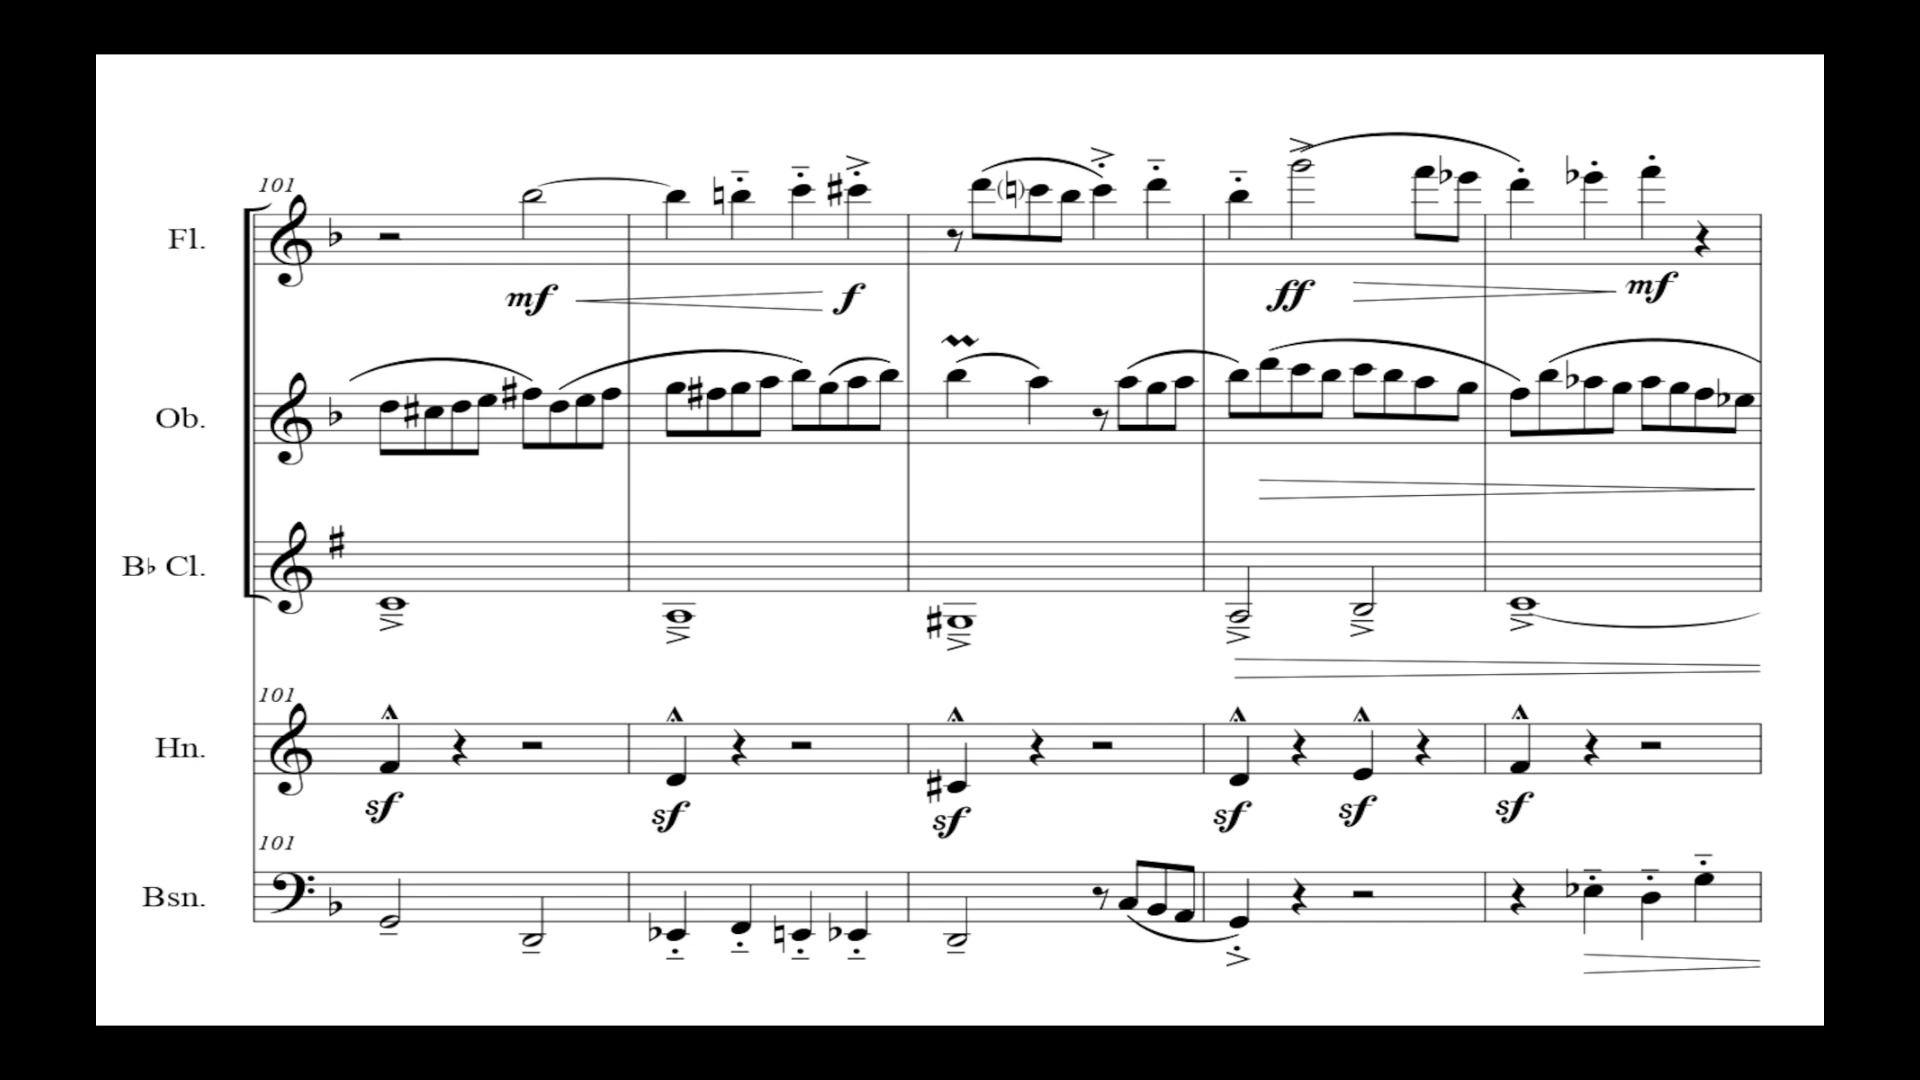 101
Fl.
mf f ff mf
Ob.
B♭ Cl.
101
Hn.
sf sf sf sf sf sf
101
Bsn.